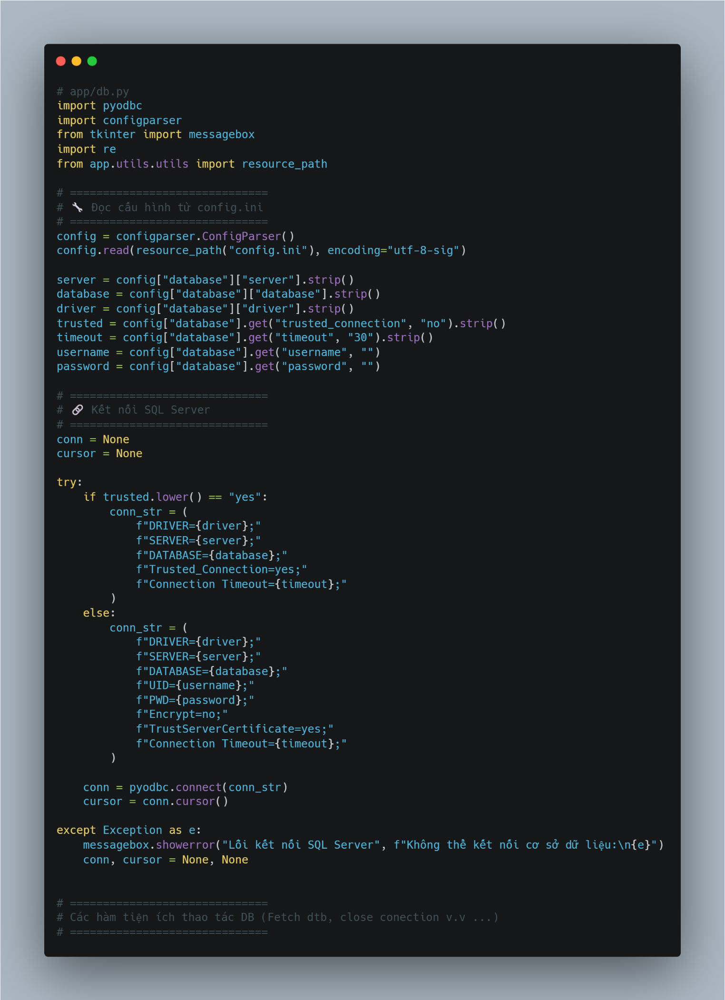 # app/db.py
import pyodbc
import configparser
from tkinter import messagebox
import re
from app.utils.utils import resource_path

# ==============================
# 🔧 Đọc cấu hình từ config.ini
# ==============================
config = configparser.ConfigParser()
config.read(resource_path("config.ini"), encoding="utf-8-sig")

server = config["database"]["server"].strip()
database = config["database"]["database"].strip()
driver = config["database"]["driver"].strip()
trusted = config["database"].get("trusted_connection", "no").strip()
timeout = config["database"].get("timeout", "30").strip()
username = config["database"].get("username", "")
password = config["database"].get("password", "")

# ==============================
# 🔗 Kết nối SQL Server
# ==============================
conn = None
cursor = None

try:
    if trusted.lower() == "yes":
        conn_str = (
            f"DRIVER={driver};"
            f"SERVER={server};"
            f"DATABASE={database};"
            f"Trusted_Connection=yes;"
            f"Connection Timeout={timeout};"
        )
    else:
        conn_str = (
            f"DRIVER={driver};"
            f"SERVER={server};"
            f"DATABASE={database};"
            f"UID={username};"
            f"PWD={password};"
            f"Encrypt=no;"
            f"TrustServerCertificate=yes;"
            f"Connection Timeout={timeout};"
        )

    conn = pyodbc.connect(conn_str)
    cursor = conn.cursor()

except Exception as e:
    messagebox.showerror("Lỗi kết nối SQL Server", f"Không thể kết nối cơ sở dữ liệu:\n{e}")
    conn, cursor = None, None


# ==============================
# Các hàm tiện ích thao tác DB (Fetch dtb, close conection v.v ...)
# ==============================